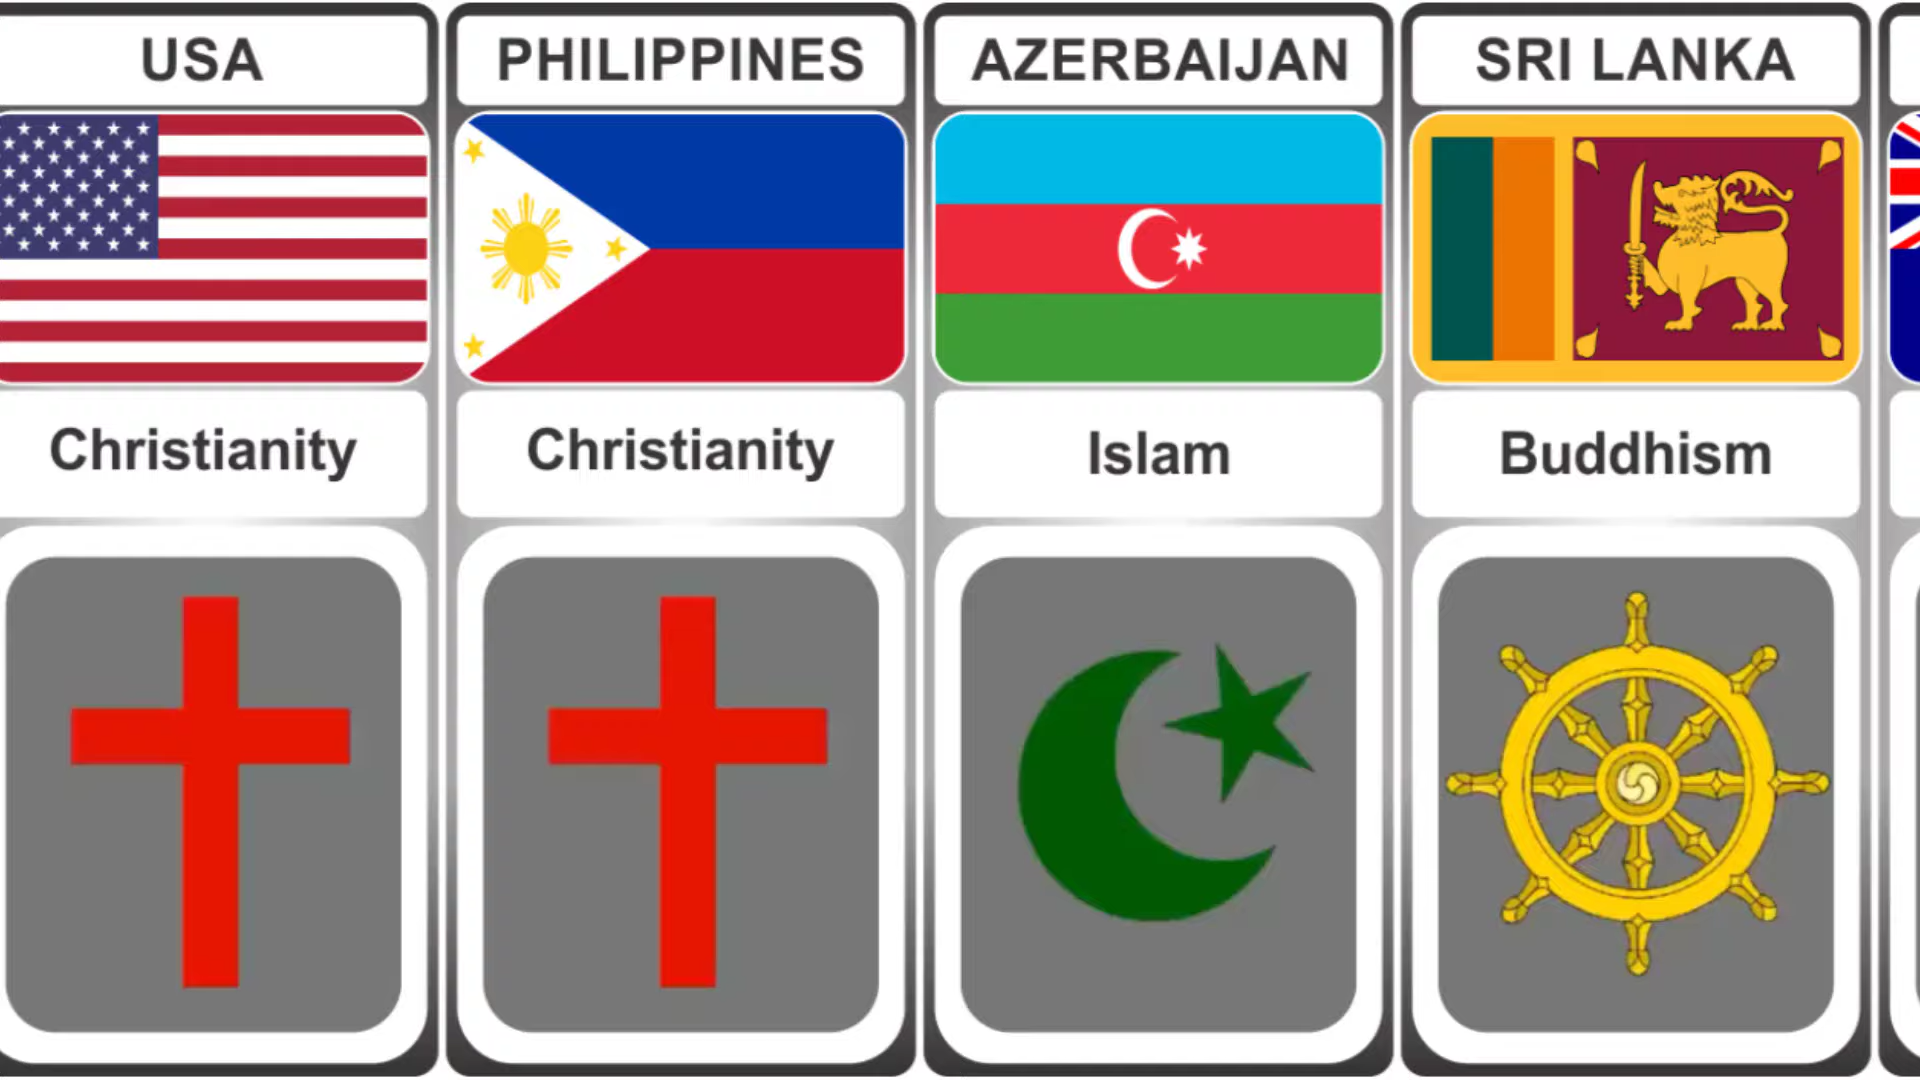 USA
PHILIPPINES
AZERBAIJAN
SRI LANKA
Christianity
Christianity
Islam
Buddhism